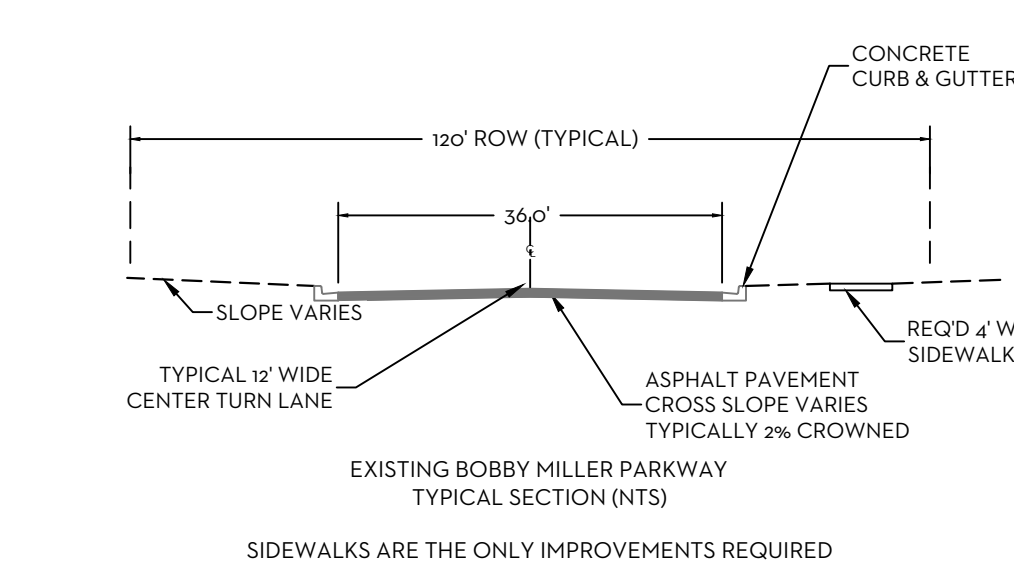 CONCRETE
CURB & GUTTER
120' ROW (TYPICAL)
36.0'
℄
SLOPE VARIES
REQ'D 4' W
SIDEWALK
TYPICAL 12' WIDE
CENTER TURN LANE
ASPHALT PAVEMENT
CROSS SLOPE VARIES
TYPICALLY 2% CROWNED
EXISTING BOBBY MILLER PARKWAY
TYPICAL SECTION (NTS)
SIDEWALKS ARE THE ONLY IMPROVEMENTS REQUIRED